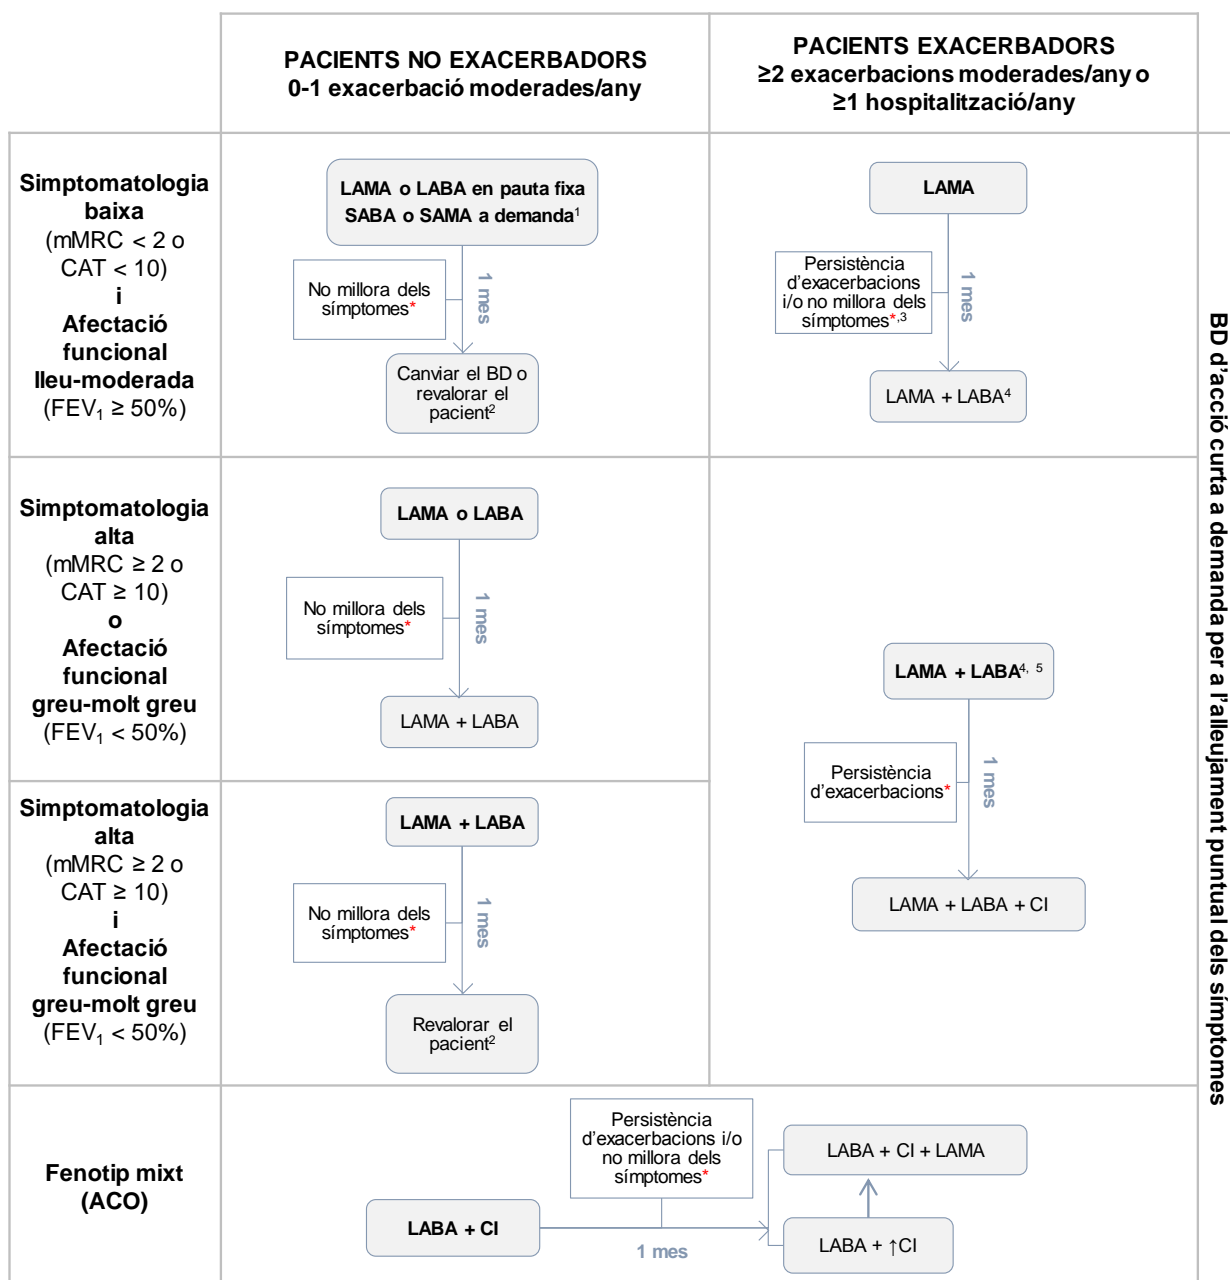 PACIENTS NO EXACERBADORS
0-1 exacerbació moderades/any
PACIENTS EXACERBADORS
≥2 exacerbacions moderades/any o
≥1 hospitalització/any
Simptomatologia
baixa
(mMRC < 2 o
CAT < 10)
i
Afectació
funcional
lleu-moderada
(FEV₁ ≥ 50%)
LAMA o LABA en pauta fixa
SABA o SAMA a demanda¹
No millora dels
símptomes*
1 mes
Canviar el BD o
revalorar el
pacient²
LAMA
Persistència
d’exacerbacions
i/o no millora dels
símptomes*,³
1 mes
LAMA + LABA⁴
Simptomatologia
alta
(mMRC ≥ 2 o
CAT ≥ 10)
o
Afectació
funcional
greu-molt greu
(FEV₁ < 50%)
LAMA o LABA
No millora dels
símptomes*
1 mes
LAMA + LABA
LAMA + LABA⁴, ⁵
Persistència
d’exacerbacions*
1 mes
LAMA + LABA + CI
Simptomatologia
alta
(mMRC ≥ 2 o
CAT ≥ 10)
i
Afectació
funcional
greu-molt greu
(FEV₁ < 50%)
LAMA + LABA
No millora dels
símptomes*
1 mes
Revalorar el
pacient²
Fenotip mixt
(ACO)
LABA + CI
Persistència
d’exacerbacions i/o
no millora dels
símptomes*
1 mes
LABA + CI + LAMA
LABA + ↑CI
BD d’acció curta a demanda per a l’alleujament puntual dels símptomes